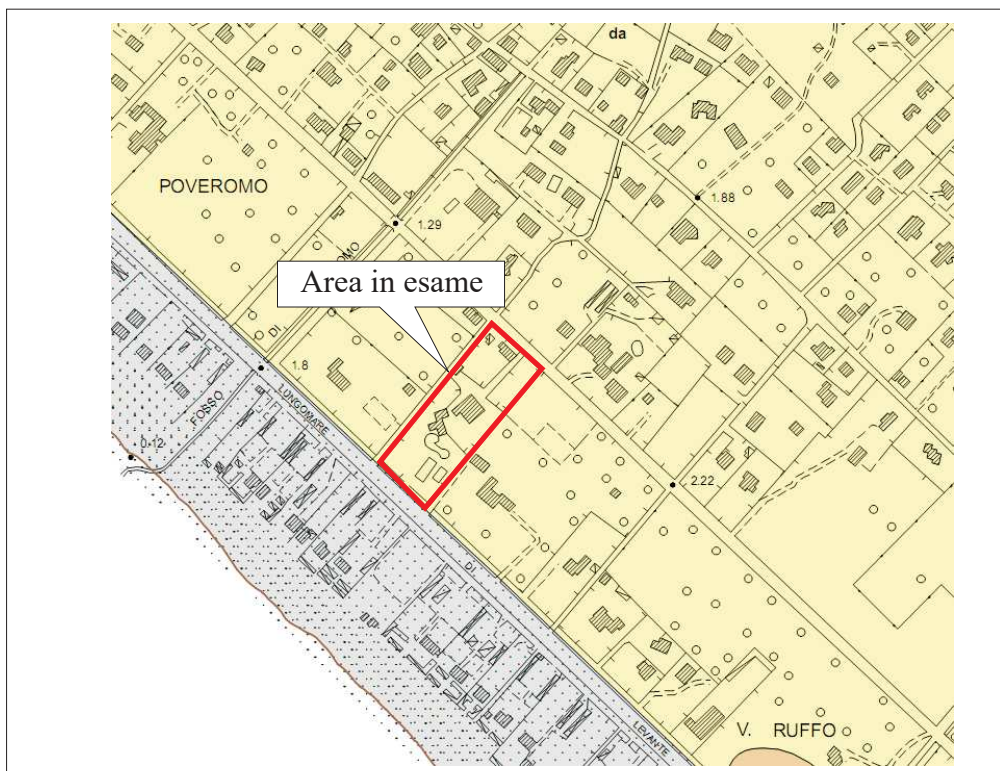 da
POVEROMO
1.88
1.29
OMO
Area in esame
DI
1.8
LUNGOMARE
FOSSO
0.12
2.22
DI
LEVANTE
V. RUFFO